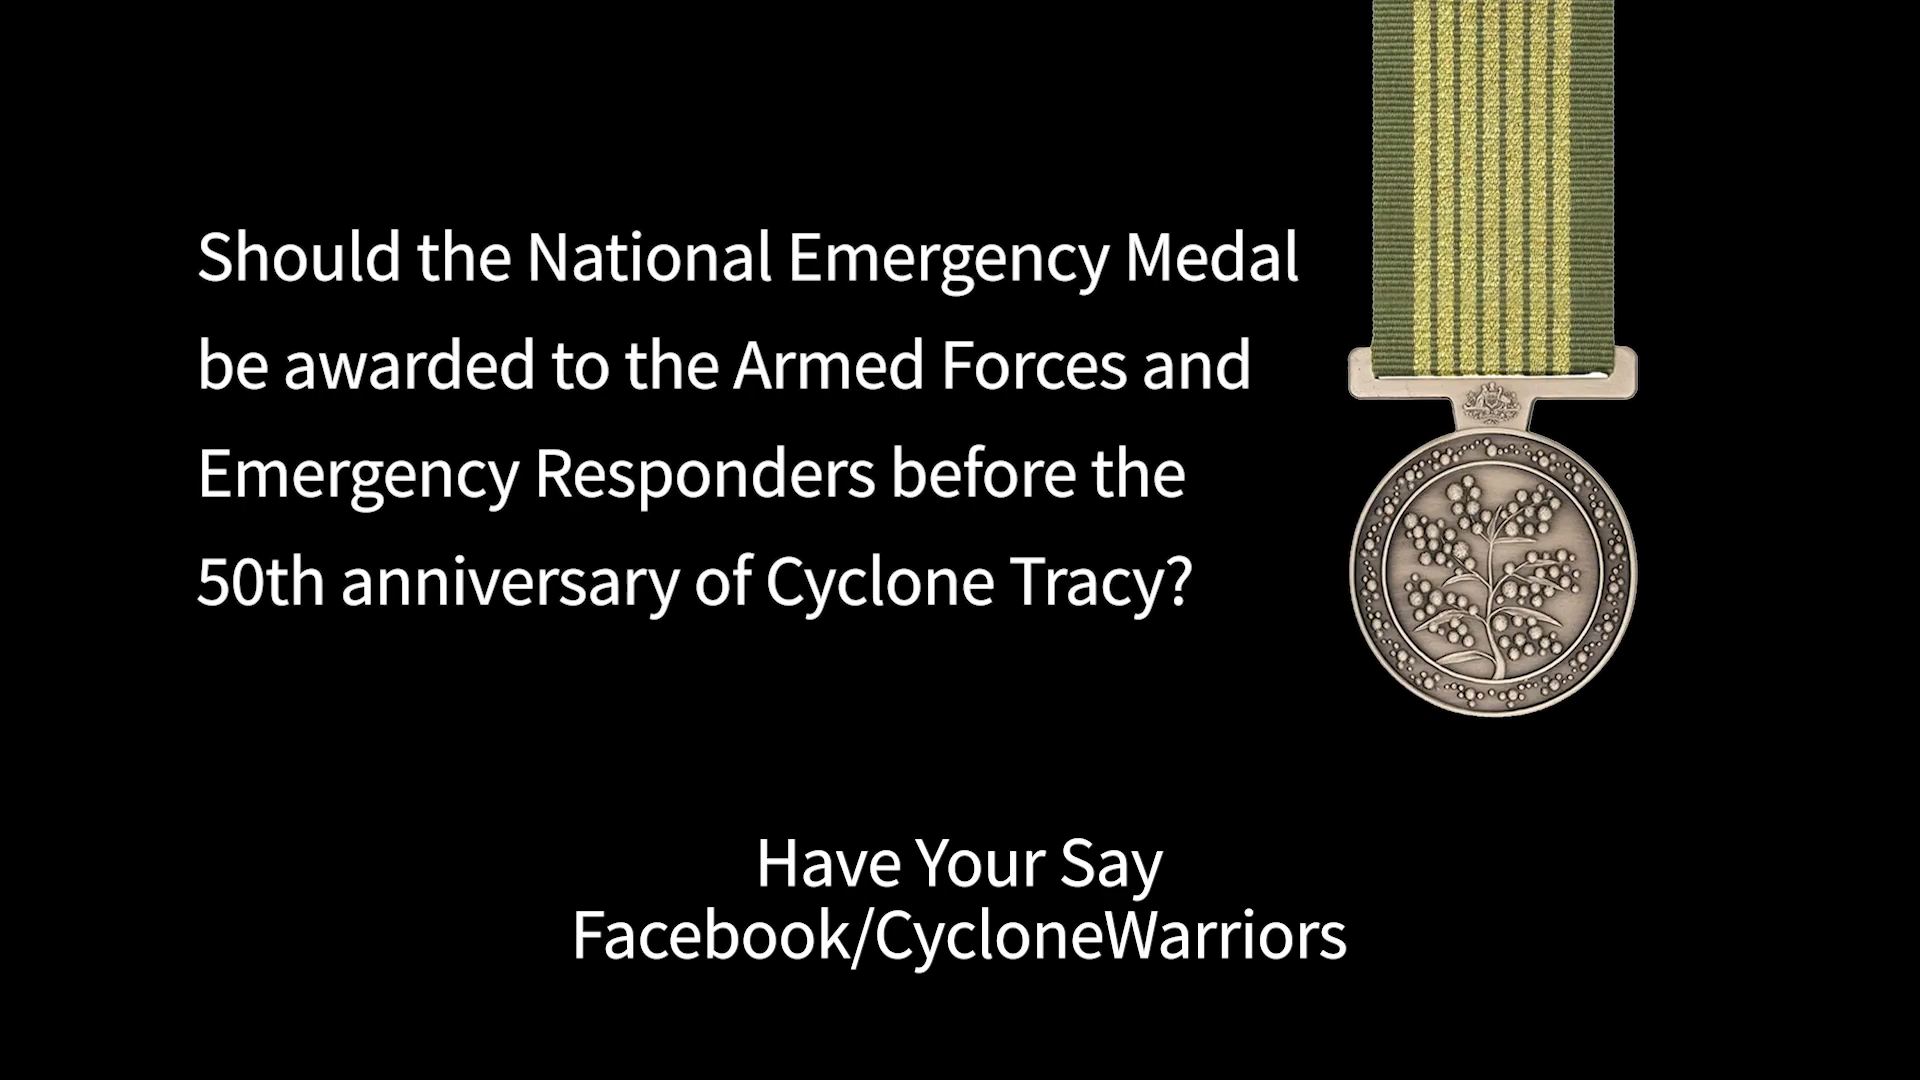 Should the National Emergency Medal
be awarded to the Armed Forces and
Emergency Responders before the
50th anniversary of Cyclone Tracy?
Have Your Say
Facebook/CycloneWarriors